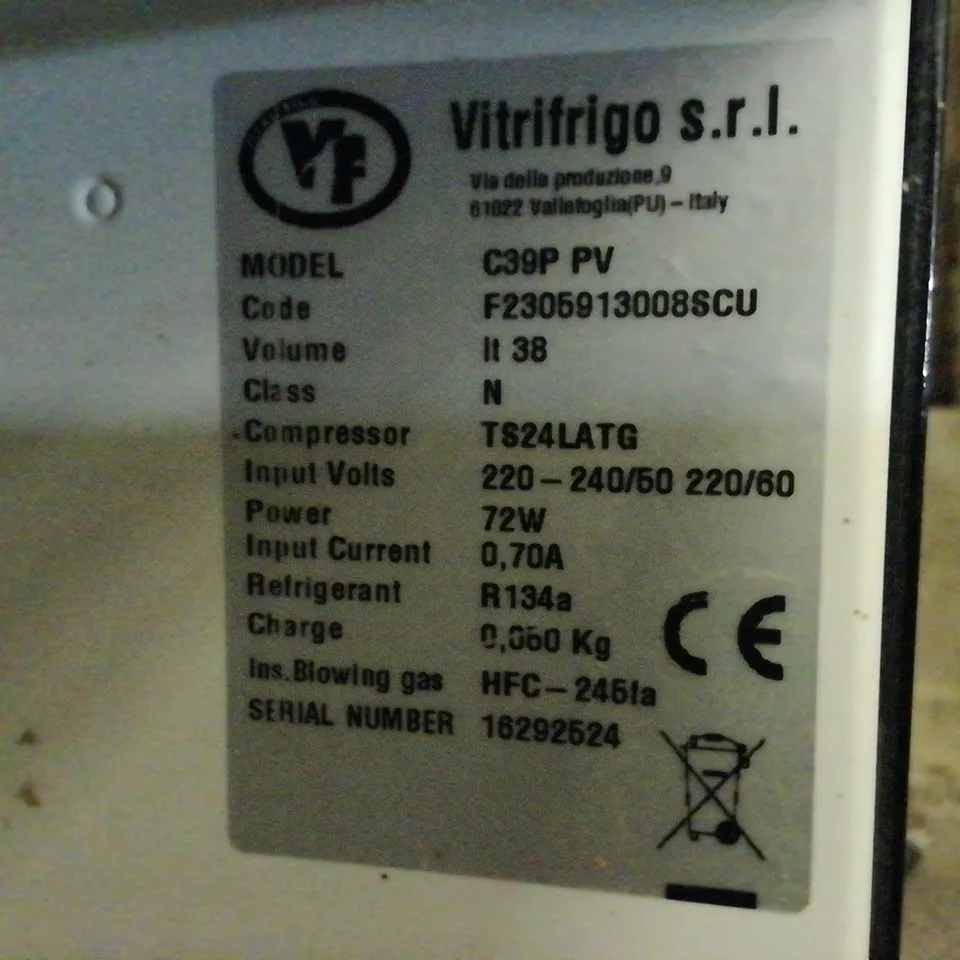 VF
Vitrifrigo s.r.l.
Via della produzione,9
61022 Vallefoglia(PU) – Italy
MODEL C39P PV
Code F2305913008SCU
Volume lt 38
Class N
Compressor TS24LATG
Input Volts 220–240/50 220/60
Power 72W
Input Current 0,70A
Refrigerant R134a
Charge 0,060 Kg
Ins.Blowing gas HFC–245fa
SERIAL NUMBER 16292524
CE